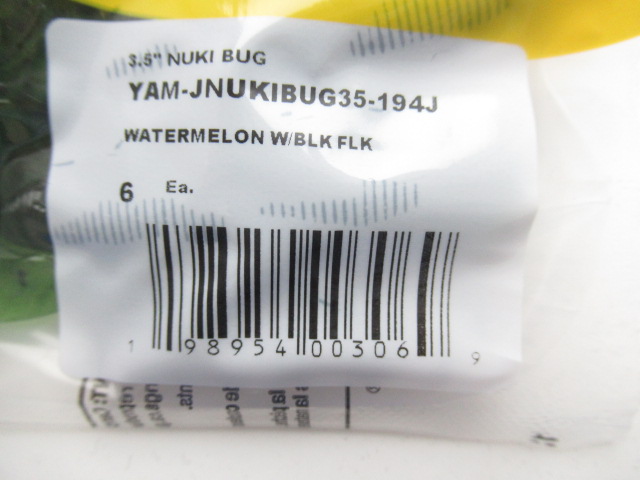 3.5" NUKI BUG
YAM-JNUKIBUG35-194J
WATERMELON W/BLK FLK
6 Ea.
1 98954 00306 9